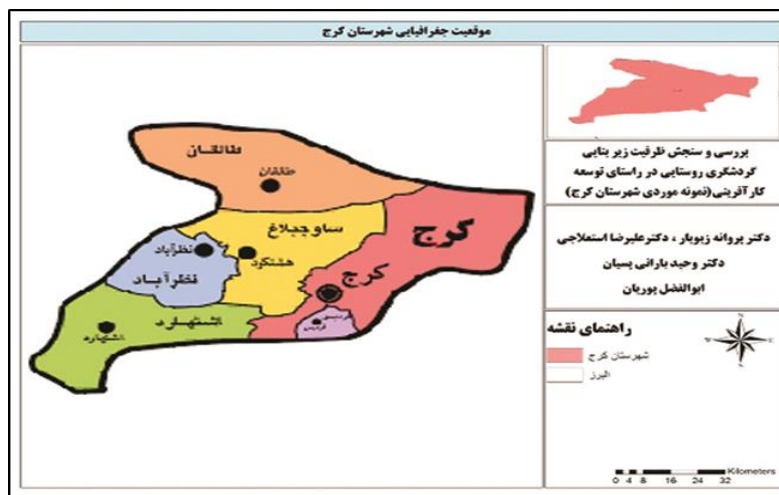 موقعیت جغرافیایی شهرستان کرج
طالقان
طالقان
ساوجبلاغ
هشتگرد
نظرآباد
نظرآباد
کرج
کرج
اشتهارد
اشتهارد
بررسی و سنجش ظرفیت زیر بنایی
گردشگری روستایی در راستای توسعه
کارآفرینی(نمونه موردی شهرستان کرج)
دکتر پروانه زیویار ، دکترعلیرضا استعلاجی
دکتر وحید بارانی پسیان
ابوالفضل پوریان
راهنمای نقشه
شهرستان کرج
البرز
Kilometers
0 4 8 16 24 32